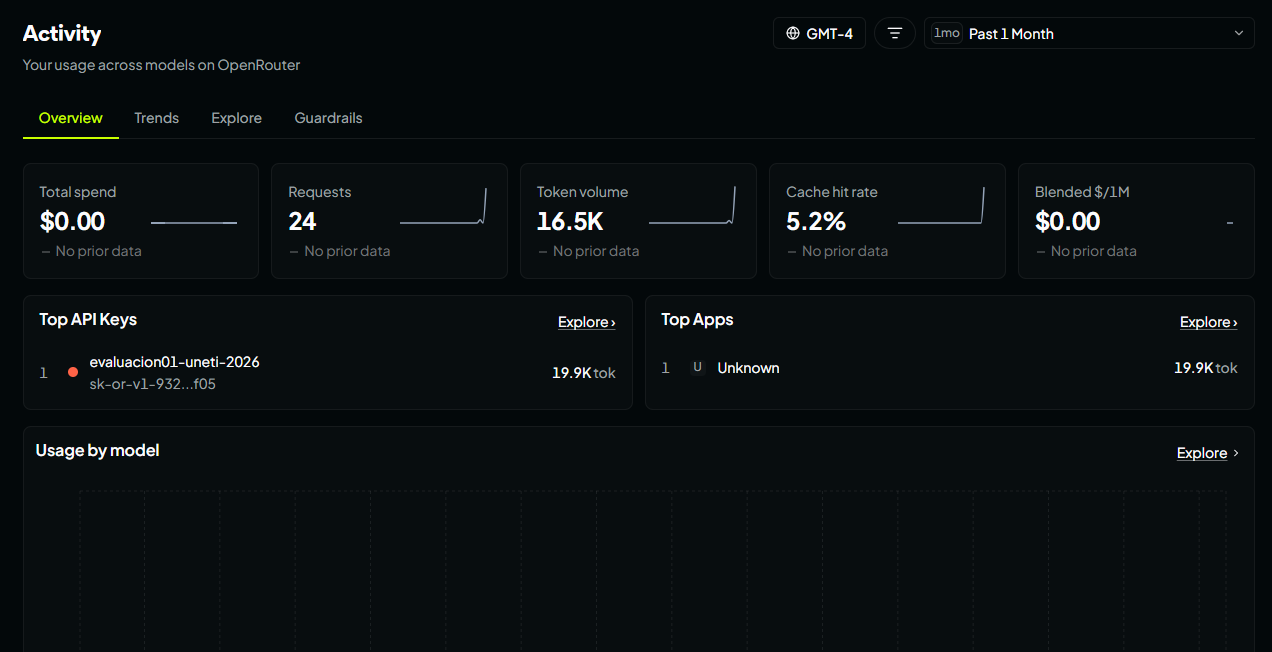 Activity
GMT-4
1mo Past 1 Month
Your usage across models on OpenRouter
Overview Trends Explore Guardrails
Total spend
$0.00
– No prior data
Requests
24
– No prior data
Token volume
16.5K
– No prior data
Cache hit rate
5.2%
– No prior data
Blended $/1M
$0.00
– No prior data
Top API Keys
Explore ›
1 evaluacion01-uneti-2026
sk-or-v1-932...f05
19.9K tok
Top Apps
Explore ›
1 U Unknown
19.9K tok
Usage by model
Explore ›